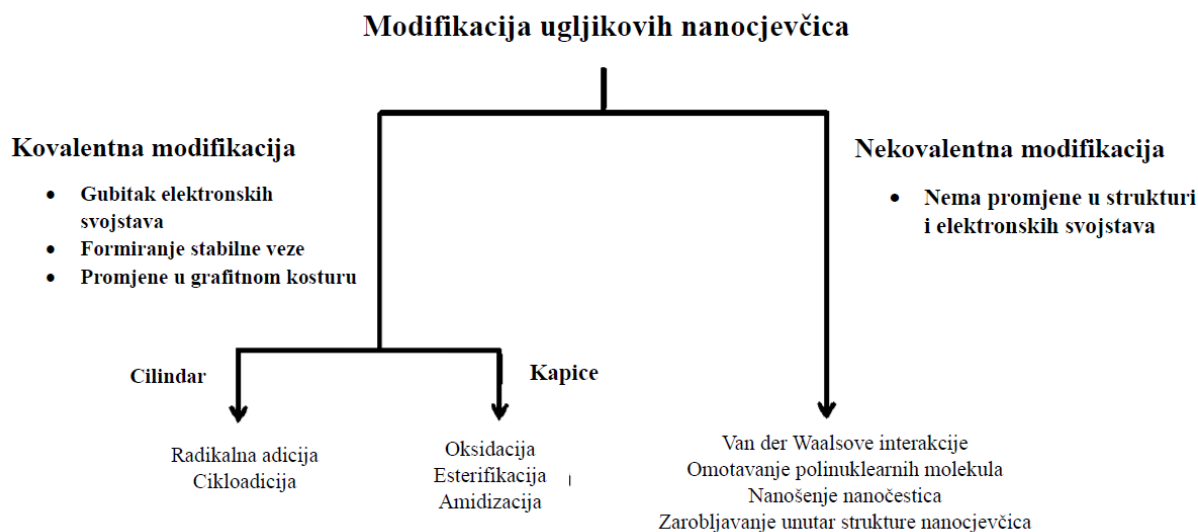 Modifikacija ugljikovih nanocjevčica
Kovalentna modifikacija
• Gubitak elektronskih
svojstava
• Formiranje stabilne veze
• Promjene u grafitnom kosturu
Nekovalentna modifikacija
• Nema promjene u strukturi
i elektronskih svojstava
Cilindar
Kapice
Radikalna adicija
Cikloadicija
Oksidacija
Esterifikacija
Amidizacija
Van der Waalsove interakcije
Omotavanje polinuklearnih molekula
Nanošenje nanočestica
Zarobljavanje unutar strukture nanocjevčica